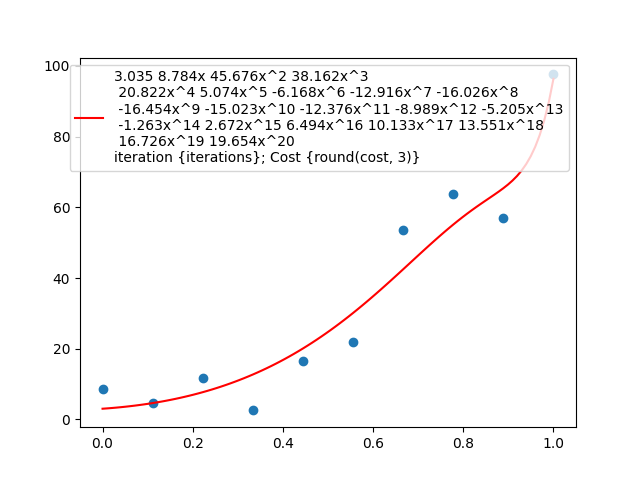 3.035 8.784x 45.676x^2 38.162x^3
20.822x^4 5.074x^5 -6.168x^6 -12.916x^7 -16.026x^8
-16.454x^9 -15.023x^10 -12.376x^11 -8.989x^12 -5.205x^13
-1.263x^14 2.672x^15 6.494x^16 10.133x^17 13.551x^18
16.726x^19 19.654x^20
iteration {iterations}; Cost {round(cost, 3)}
100
80
60
40
20
0
0.0 0.2 0.4 0.6 0.8 1.0